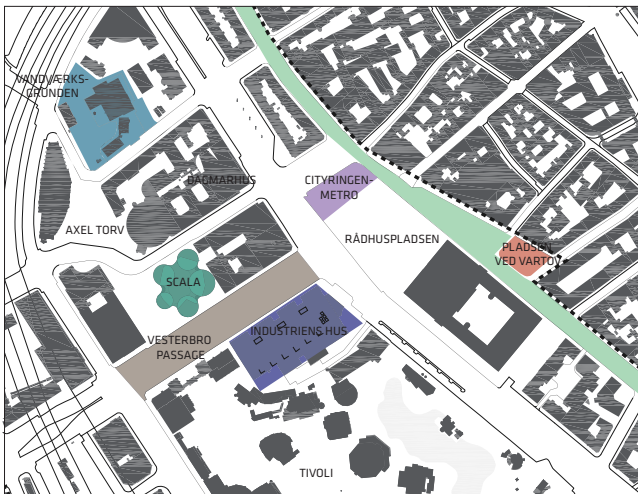 VANDVÆRKS-
GRUNDEN
DAGMARHUS
CITYRINGEN-
METRO
AXEL TORV
RÅDHUSPLADSEN
PLADSEN
VED VARTOV
SCALA
INDUSTRIENS HUS
VESTERBRO
PASSAGE
TIVOLI